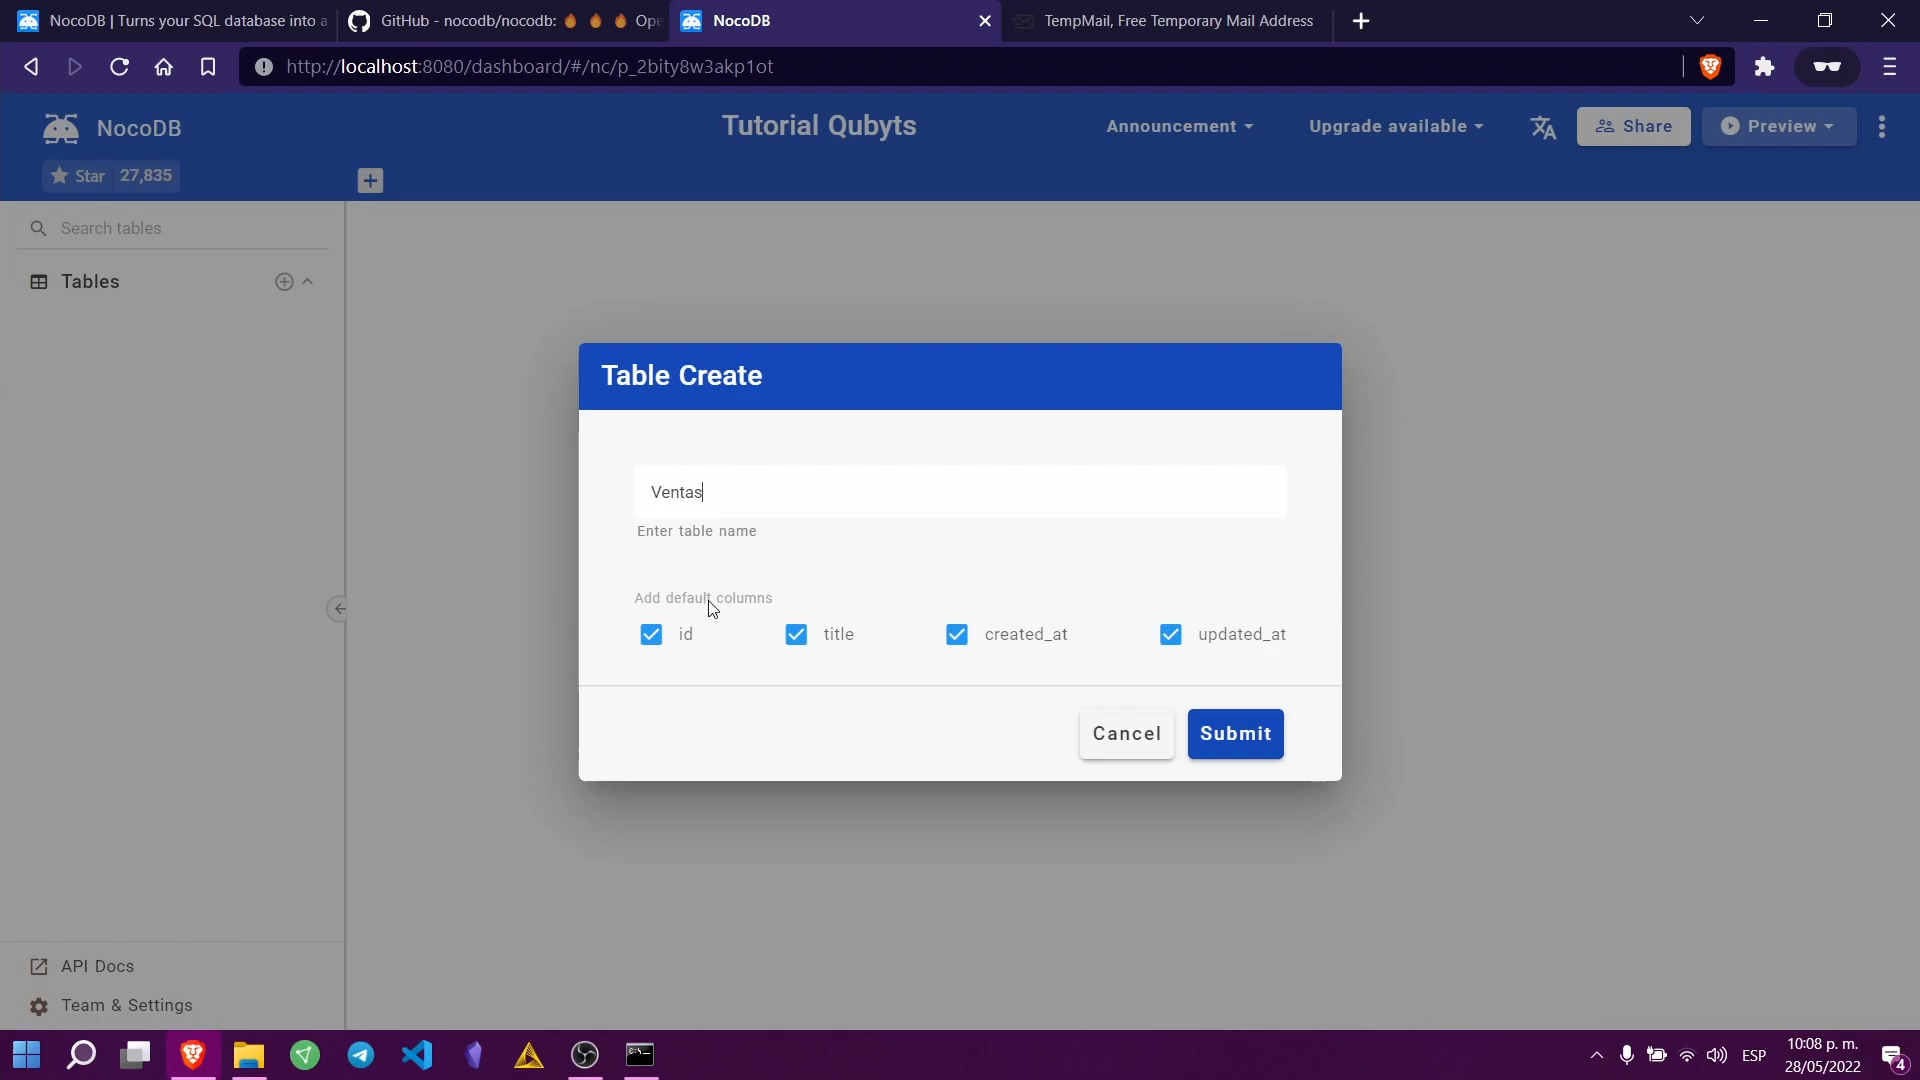 NocoDB | Turns your SQL database into a
GitHub - nocodb/nocodb: 🔥 🔥 🔥 Ope
NocoDB
TempMail, Free Temporary Mail Address
http://localhost:8080/dashboard/#/nc/p_2bity8w3akp1ot
NocoDB
Tutorial Qubyts
Announcement
Upgrade available
Share
Preview
Star 27,835
Search tables
Tables
Table Create
Ventas
Enter table name
Add default columns
id
title
created_at
updated_at
Cancel
Submit
API Docs
Team & Settings
ESP
10:08 p. m.
28/05/2022
4